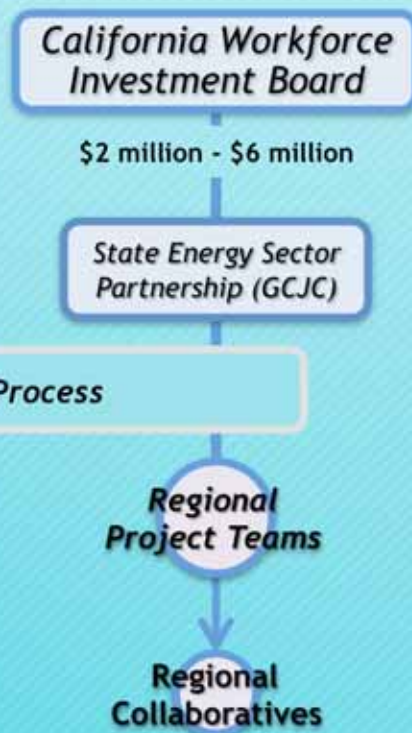 California Workforce
Investment Board
$2 million - $6 million
State Energy Sector
Partnership (GCJC)
Process
Regional
Project Teams
Regional
Collaboratives